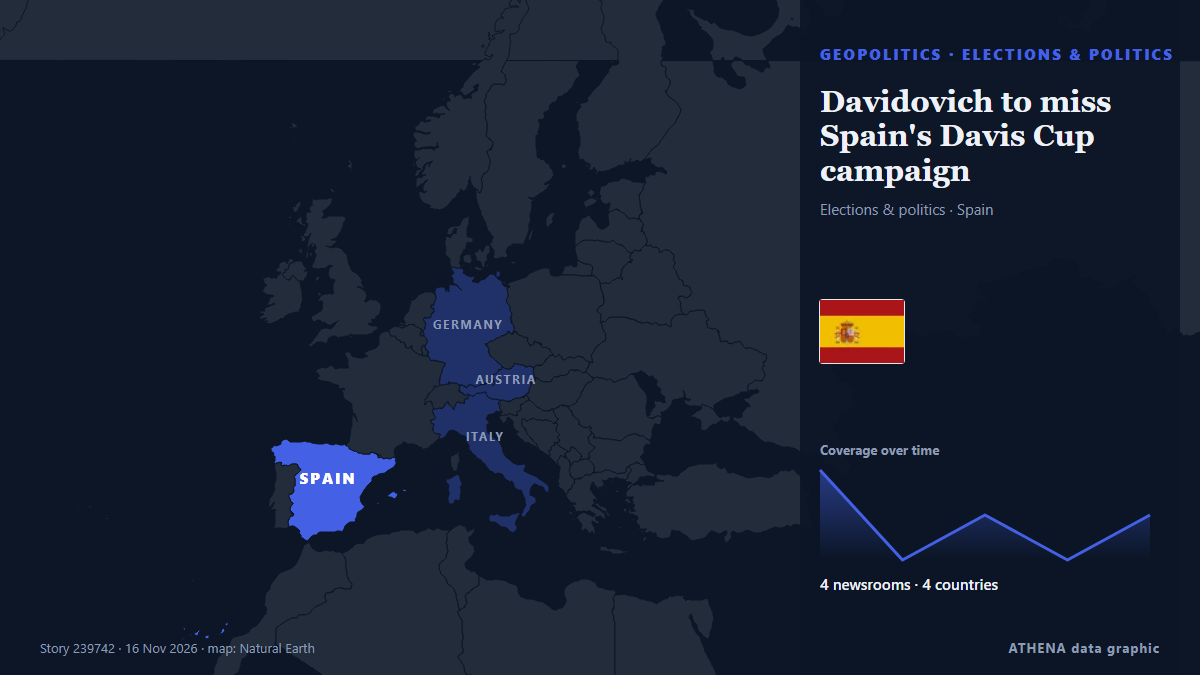 GEOPOLITICS · ELECTIONS & POLITICS
Davidovich to miss
Spain's Davis Cup
campaign
Elections & politics · Spain
GERMANY
AUSTRIA
ITALY
SPAIN
Coverage over time
4 newsrooms · 4 countries
Story 239742 · 16 Nov 2026 · map: Natural Earth
ATHENA data graphic